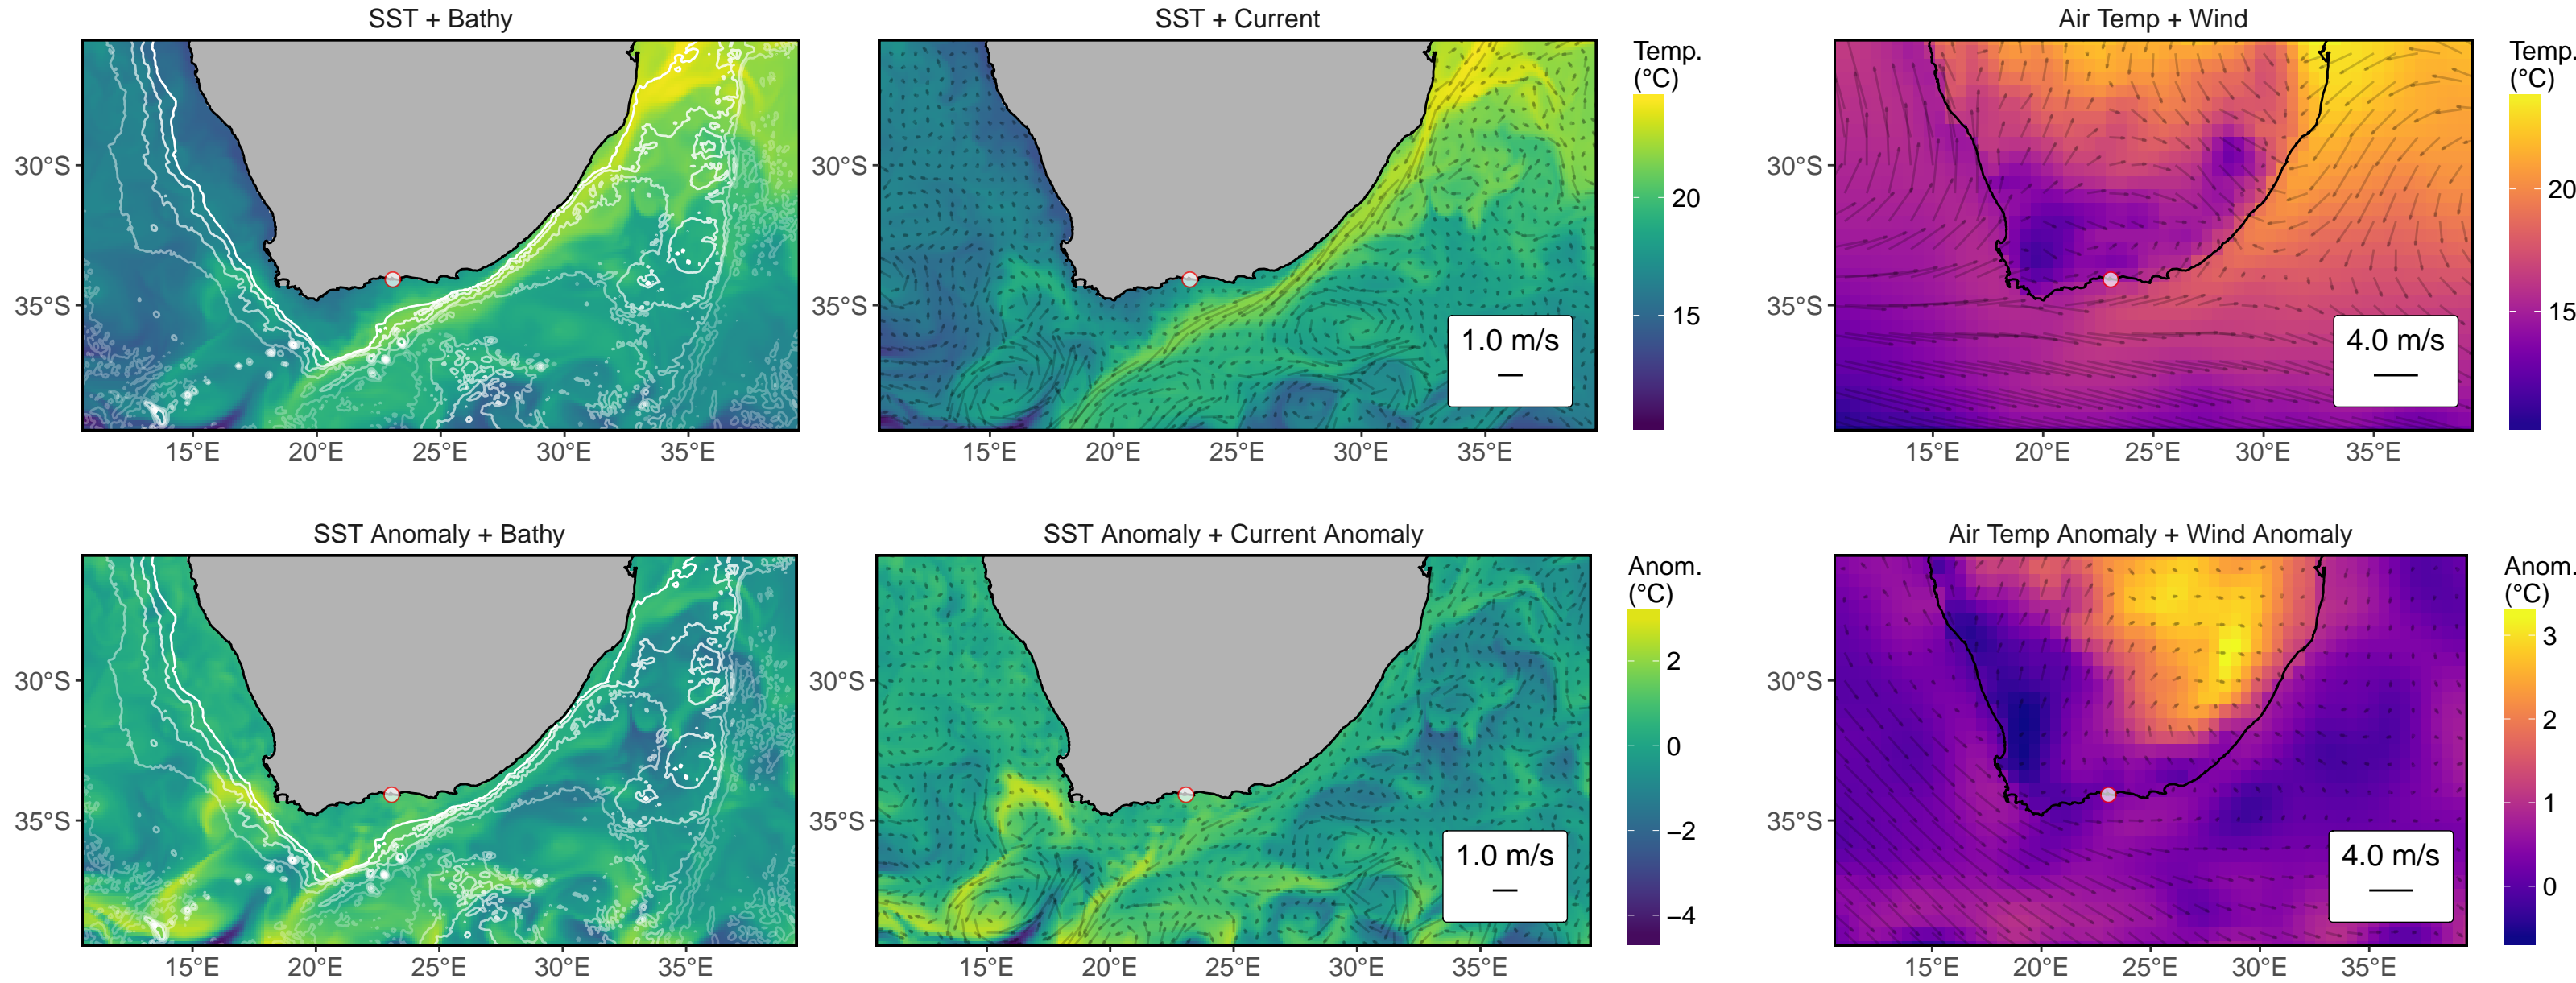 SST + Bathy
SST + Current
Air Temp + Wind
30°S
35°S
15°E 20°E 25°E 30°E 35°E
30°S
35°S
1.0 m/s
15°E 20°E 25°E 30°E 35°E
Temp.
(°C)
20
15
30°S
35°S
4.0 m/s
15°E 20°E 25°E 30°E 35°E
Temp.
(°C)
20
15
SST Anomaly + Bathy
SST Anomaly + Current Anomaly
Air Temp Anomaly + Wind Anomaly
30°S
35°S
15°E 20°E 25°E 30°E 35°E
30°S
35°S
1.0 m/s
15°E 20°E 25°E 30°E 35°E
Anom.
(°C)
2
0
−2
−4
30°S
35°S
4.0 m/s
15°E 20°E 25°E 30°E 35°E
Anom.
(°C)
3
2
1
0